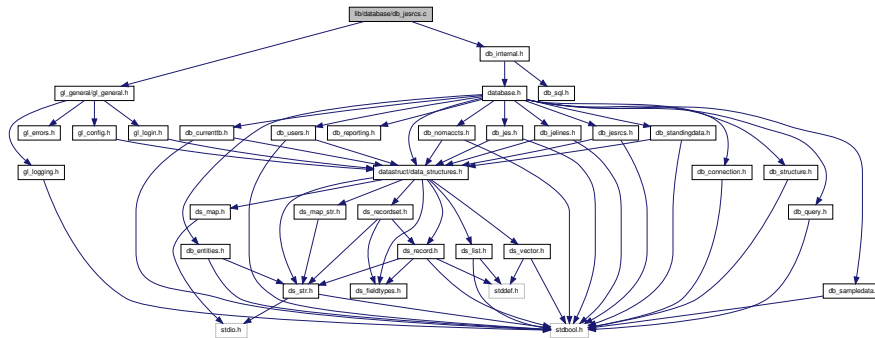 lib/database/db_jesrcs.c
db_internal.h
gl_general/gl_general.h
database.h
db_sql.h
gl_errors.h
gl_config.h
gl_login.h
db_currenttb.h
db_users.h
db_reporting.h
db_nomaccts.h
db_jes.h
db_jelines.h
db_jesrcs.h
db_standingdata.h
gl_logging.h
datastruct/data_structures.h
db_connection.h
db_structure.h
ds_map.h
ds_map_str.h
ds_recordset.h
db_query.h
db_entities.h
ds_record.h
ds_list.h
ds_vector.h
ds_str.h
ds_fieldtypes.h
stddef.h
db_sampledata.
stdio.h
stdbool.h